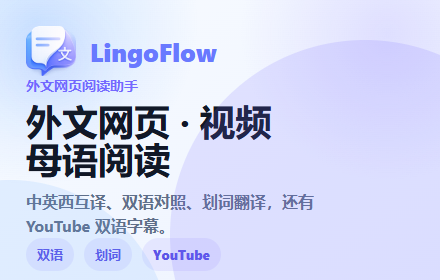 文
LingoFlow
外文网页阅读助手
外文网页 · 视频
母语阅读
中英西互译、双语对照、划词翻译，还有
YouTube 双语字幕。
双语 划词 YouTube